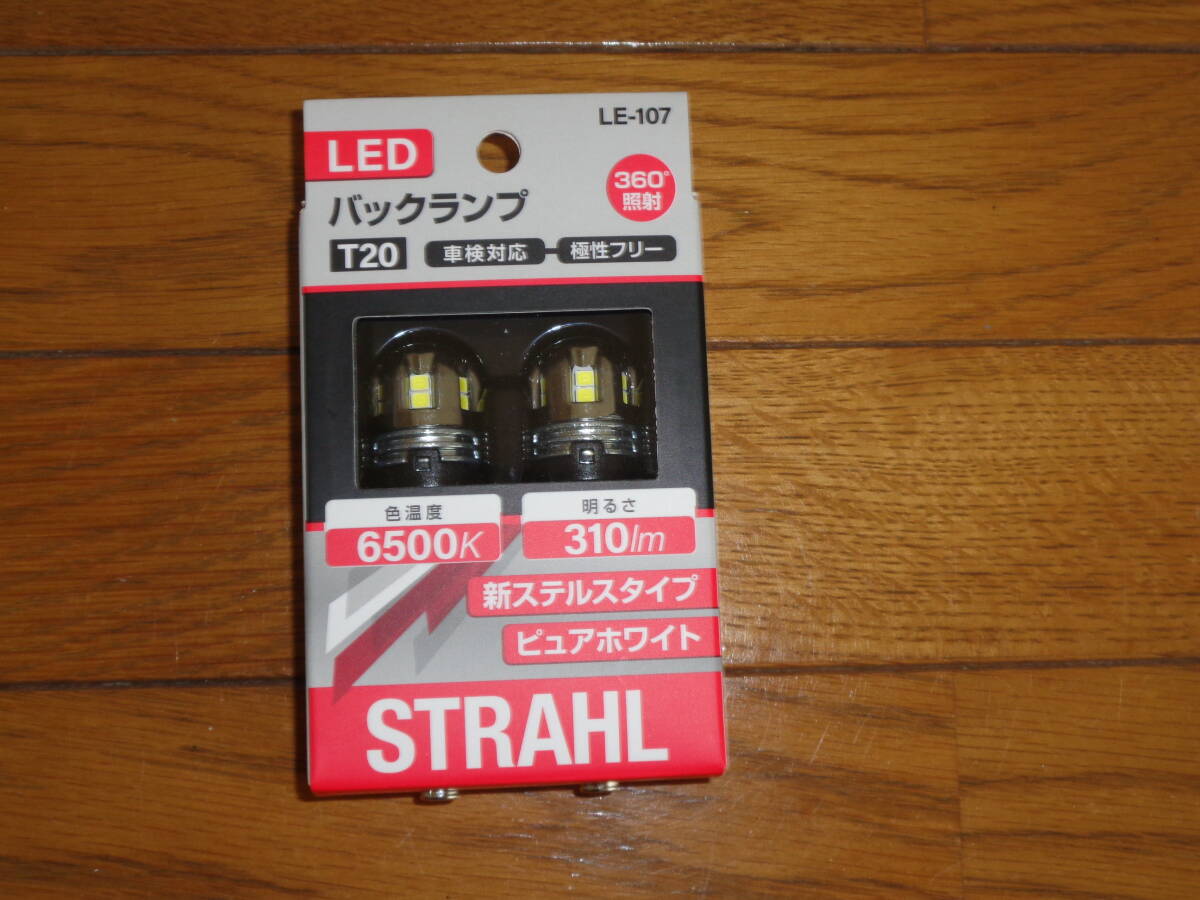 LE-107
LED
360°
照射
バックランプ
T20 車検対応 極性フリー
色温度 明るさ
6500K 310lm
新ステルスタイプ
ピュアホワイト
STRAHL